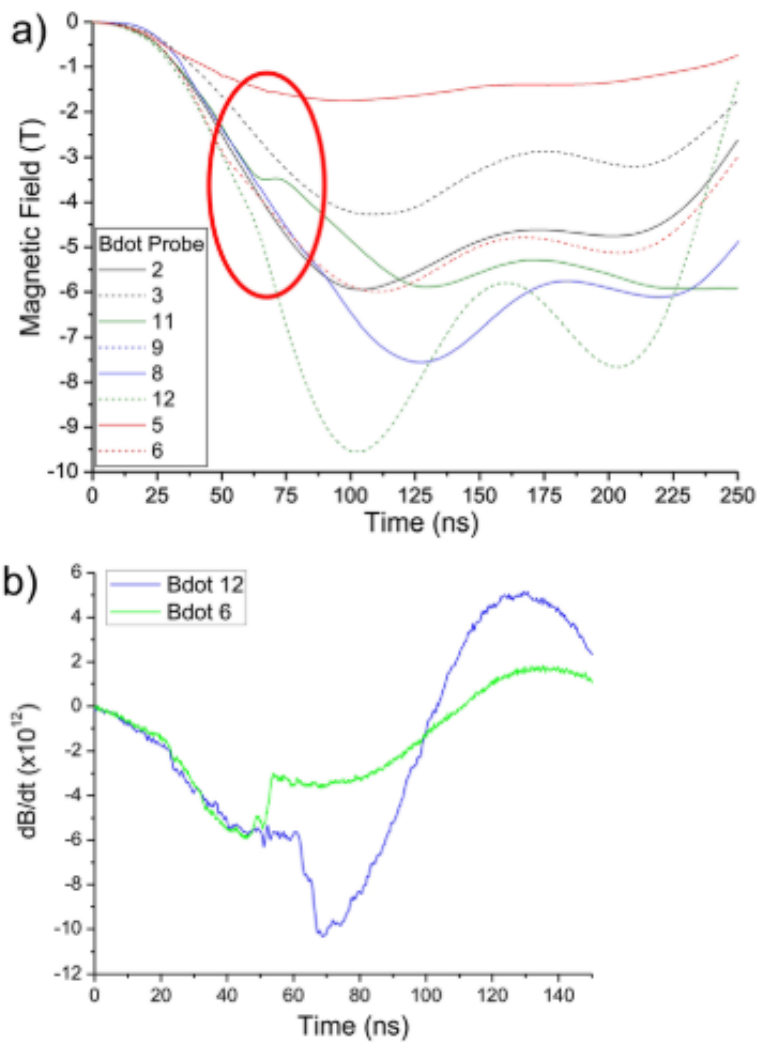 a)
Magnetic Field (T)
0
-1
-2
-3
-4
-5
-6
-7
-8
-9
-10
Bdot Probe
2
3
11
9
8
12
5
6
0 25 50 75 100 125 150 175 200 225 250
Time (ns)
b)
Bdot 12
Bdot 6
dB/dt (x10¹²)
6
4
2
0
-2
-4
-6
-8
-10
-12
0 20 40 60 80 100 120 140
Time (ns)